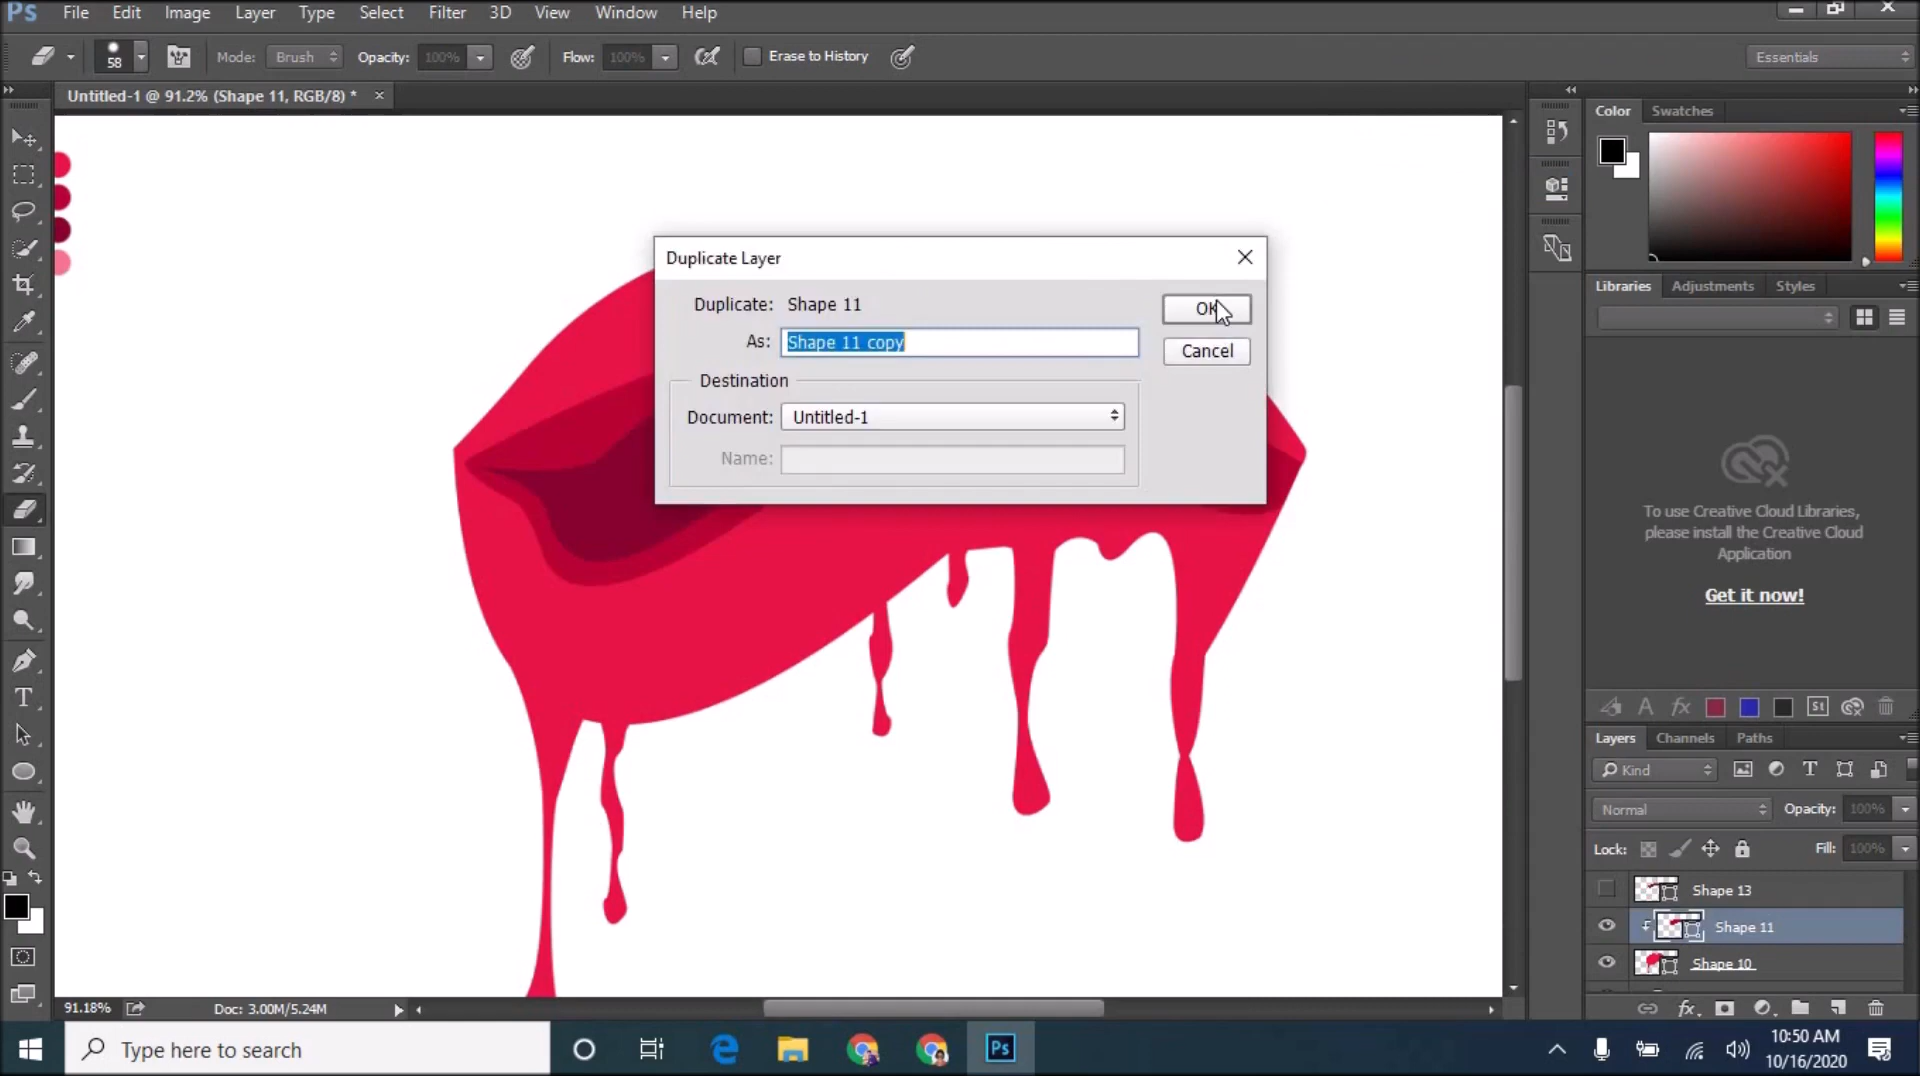 Ps File Edit Image Layer Type Select Filter 3D View Window Help
58 Mode: Brush Opacity: 100% Flow: 100% Erase to History Essentials
Untitled-1 @ 91.2% (Shape 11, RGB/8) * ×
Color Swatches
Duplicate Layer
Duplicate: Shape 11
OK
As: Shape 11 copy
Cancel
Destination
Document: Untitled-1
Name:
Libraries Adjustments Styles
To use Creative Cloud Libraries,
please install the Creative Cloud
Application
Get it now!
St
Layers Channels Paths
Kind
Normal Opacity: 100%
Lock: Fill: 100%
Shape 13
Shape 11
Shape 10
91.18% Doc: 3.00M/5.24M
Type here to search
Ps
10:50 AM
10/16/2020